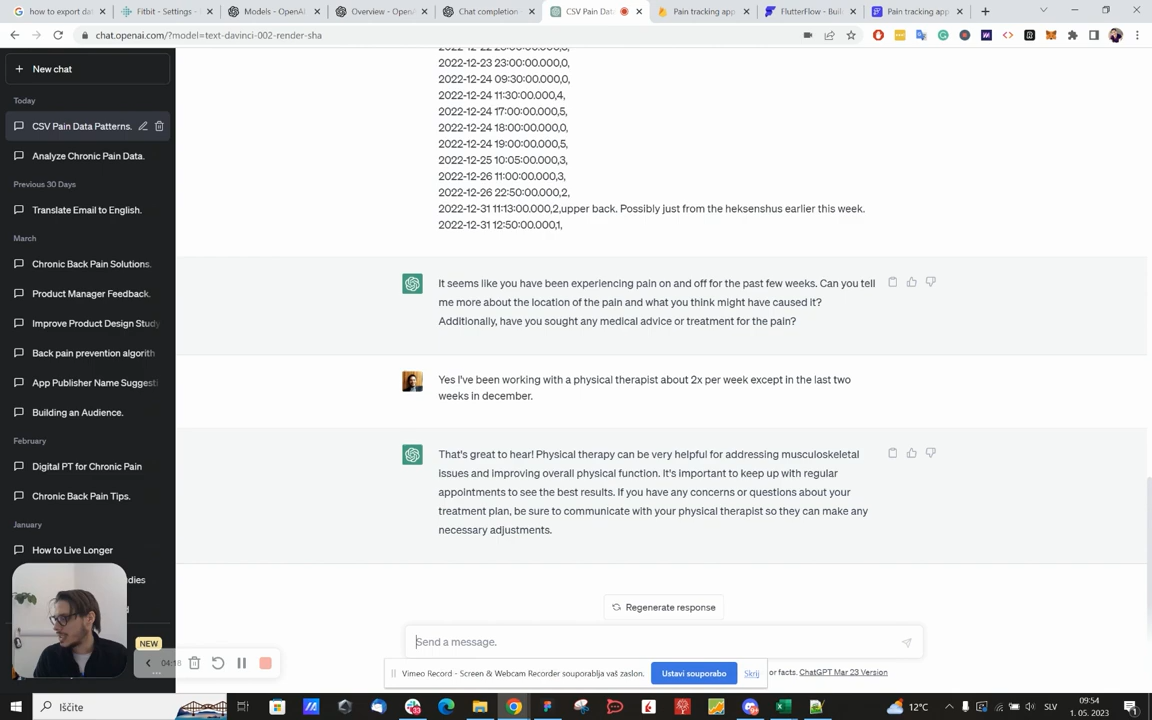 how to export dat
Fitbit - Settings -
Models - OpenAI
Overview - OpenA
Chat completion
CSV Pain Dat
Pain tracking app
FlutterFlow - Buil
Pain tracking app
chat.openai.com/?model=text-davinci-002-render-sha
New chat
Today
CSV Pain Data Patterns.
Analyze Chronic Pain Data.
Previous 30 Days
Translate Email to English.
March
Chronic Back Pain Solutions.
Product Manager Feedback.
Improve Product Design Study
Back pain prevention algorith
App Publisher Name Suggesti
Building an Audience.
February
Digital PT for Chronic Pain
Chronic Back Pain Tips.
January
How to Live Longer
dies
d
NEW
04:18
2022-12-23 23:00:00.000,0,
2022-12-24 09:30:00.000,0,
2022-12-24 11:30:00.000,4,
2022-12-24 17:00:00.000,5,
2022-12-24 18:00:00.000,0,
2022-12-24 19:00:00.000,5,
2022-12-25 10:05:00.000,3,
2022-12-26 11:00:00.000,3,
2022-12-26 22:50:00.000,2,
2022-12-31 11:13:00.000,2,upper back. Possibly just from the heksenshus earlier this week.
2022-12-31 12:50:00.000,1,
It seems like you have been experiencing pain on and off for the past few weeks. Can you tell
me more about the location of the pain and what you think might have caused it?
Additionally, have you sought any medical advice or treatment for the pain?
Yes I've been working with a physical therapist about 2x per week except in the last two
weeks in december.
That's great to hear! Physical therapy can be very helpful for addressing musculoskeletal
issues and improving overall physical function. It's important to keep up with regular
appointments to see the best results. If you have any concerns or questions about your
treatment plan, be sure to communicate with your physical therapist so they can make any
necessary adjustments.
Regenerate response
Send a message.
Vimeo Record - Screen & Webcam Recorder souporablja vaš zaslon.
Ustavi souporabo
Skrij
or facts. ChatGPT Mar 23 Version
Iščite
12°C
SLV
09:54
1. 05. 2023